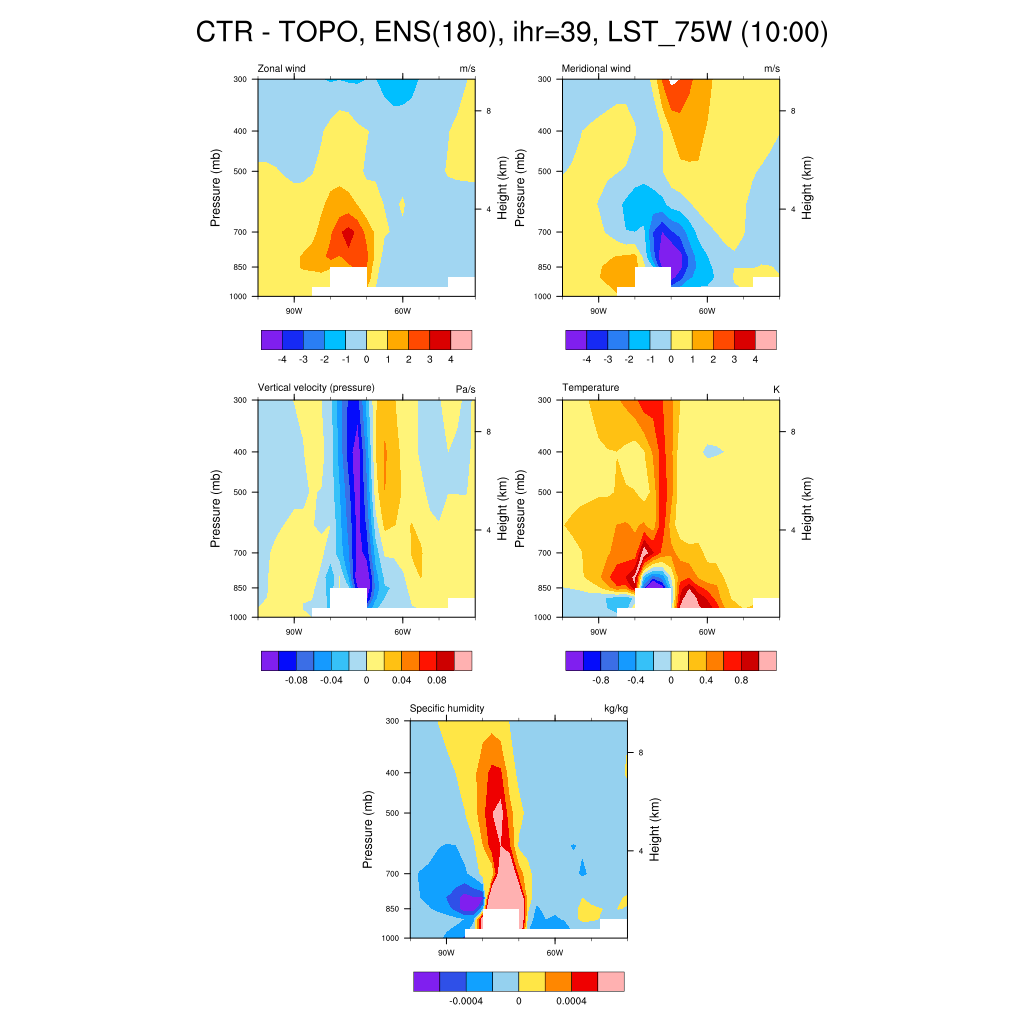 CTR - TOPO, ENS(180), ihr=39, LST_75W (10:00)
Zonal wind m/s
300
400
500
700
850
1000
Pressure (mb)
8
4
Height (km)
90W 60W
-4 -3 -2 -1 0 1 2 3 4
Meridional wind m/s
300
400
500
700
850
1000
Pressure (mb)
8
4
Height (km)
90W 60W
-4 -3 -2 -1 0 1 2 3 4
Vertical velocity (pressure) Pa/s
300
400
500
700
850
1000
Pressure (mb)
8
4
Height (km)
90W 60W
-0.08 -0.04 0 0.04 0.08
Temperature K
300
400
500
700
850
1000
Pressure (mb)
8
4
Height (km)
90W 60W
-0.8 -0.4 0 0.4 0.8
Specific humidity kg/kg
300
400
500
700
850
1000
Pressure (mb)
8
4
Height (km)
90W 60W
-0.0004 0 0.0004